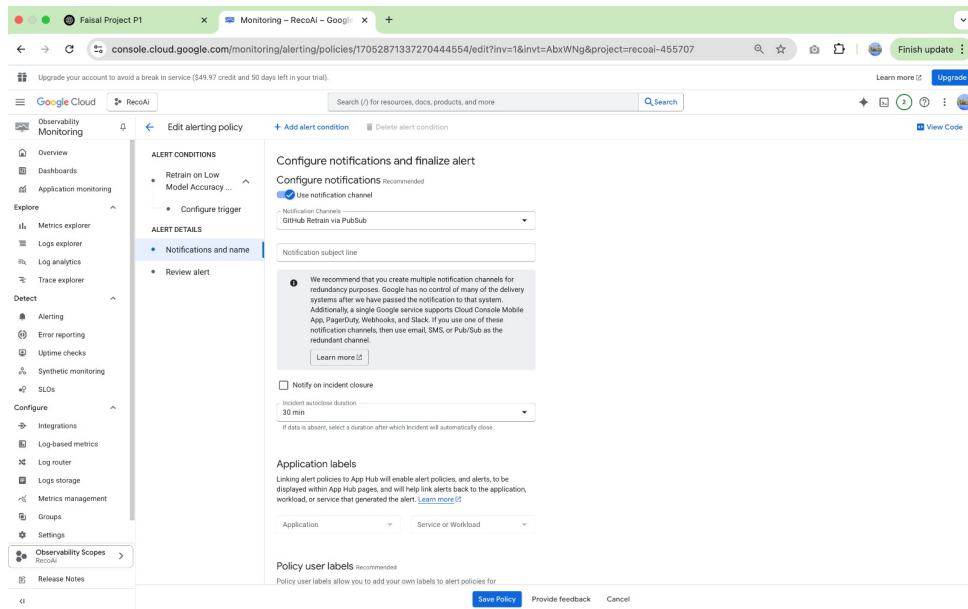 Faisal Project P1
Monitoring – RecoAi – Google
console.cloud.google.com/monitoring/alerting/policies/17052871337270444554/edit?inv=1&invt=AbxWNg&project=recoai-455707
Finish update
Upgrade your account to avoid a break in service ($49.97 credit and 50 days left in your trial).
Learn more
Upgrade
Google Cloud
RecoAi
Search (/) for resources, docs, products, and more
Search
2
Observability
Monitoring
Edit alerting policy
+ Add alert condition
Delete alert condition
View Code
Overview
Dashboards
Application monitoring
Explore
Metrics explorer
Logs explorer
Log analytics
Trace explorer
Detect
Alerting
Error reporting
Uptime checks
Synthetic monitoring
SLOs
Configure
Integrations
Log-based metrics
Log router
Logs storage
Metrics management
Groups
Settings
Observability Scopes
RecoAi
Release Notes
ALERT CONDITIONS
Retrain on Low
Model Accuracy ...
Configure trigger
ALERT DETAILS
Notifications and name
Review alert
Configure notifications and finalize alert
Configure notifications Recommended
Use notification channel
Notification Channels
GitHub Retrain via PubSub
Notification subject line
We recommend that you create multiple notification channels for
redundancy purposes. Google has no control of many of the delivery
systems after we have passed the notification to that system.
Additionally, a single Google service supports Cloud Console Mobile
App, PagerDuty, Webhooks, and Slack. If you use one of these
notification channels, then use email, SMS, or Pub/Sub as the
redundant channel.
Learn more
Notify on incident closure
Incident autoclose duration
30 min
If data is absent, select a duration after which Incident will automatically close.
Application labels
Linking alert policies to App Hub will enable alert policies, and alerts, to be
displayed within App Hub pages, and will help link alerts back to the application,
workload, or service that generated the alert. Learn more
Application
Service or Workload
Policy user labels Recommended
Policy user labels allow you to add your own labels to alert policies for
Save Policy
Provide feedback
Cancel